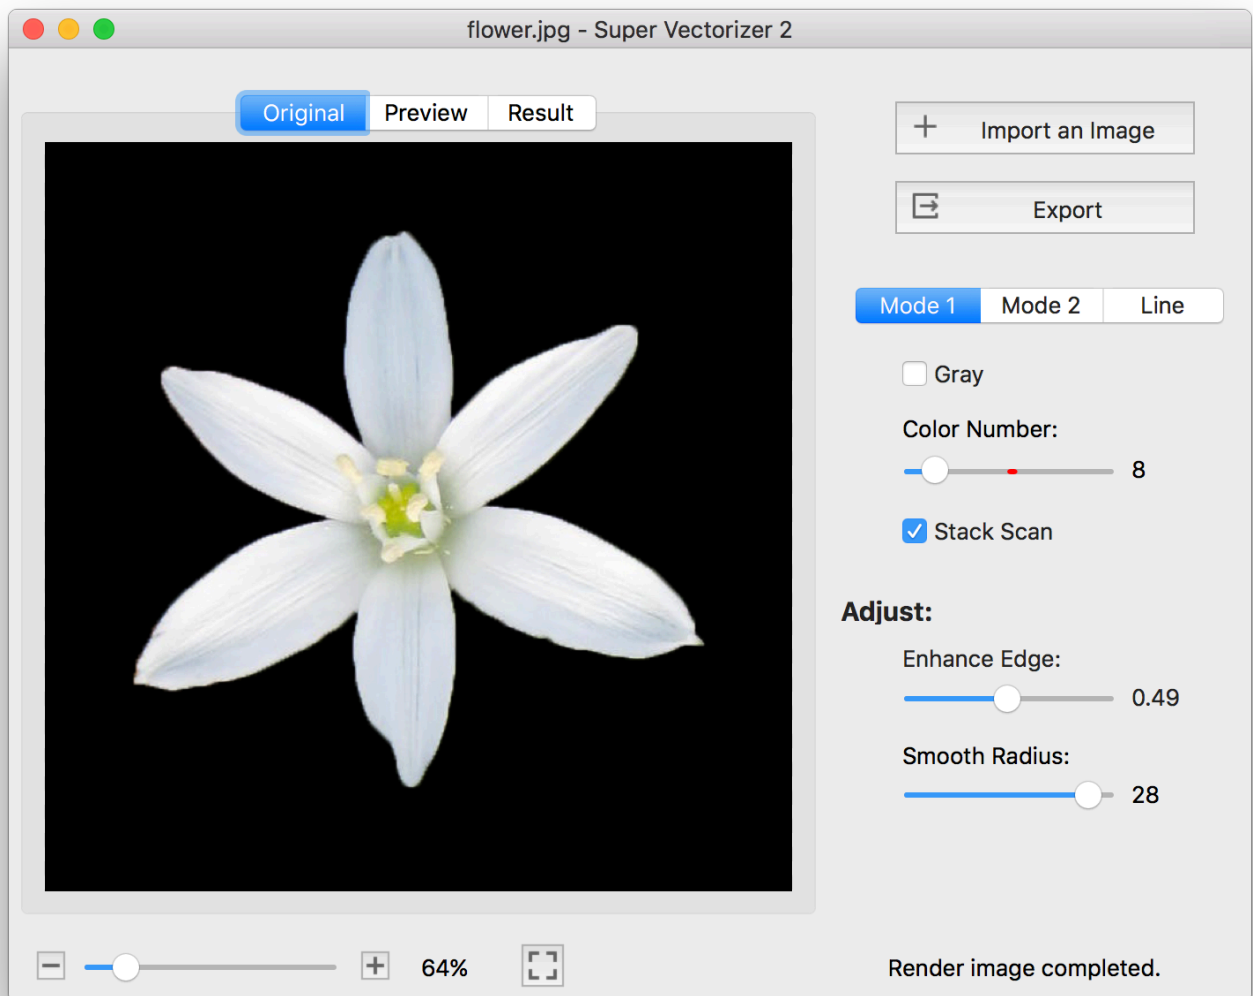 flower.jpg - Super Vectorizer 2
Original Preview Result
Import an Image
Export
Mode 1 Mode 2 Line
Gray
Color Number:
8
Stack Scan
Adjust:
Enhance Edge:
0.49
Smooth Radius:
28
64%
Render image completed.